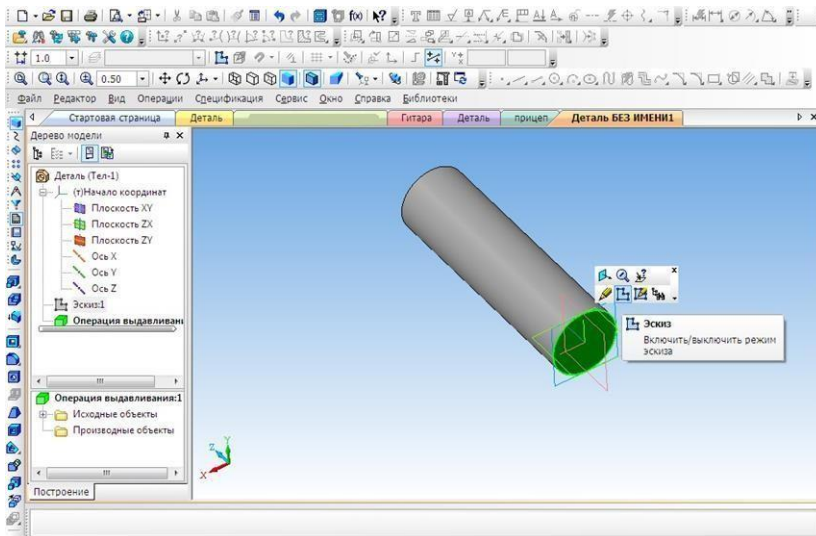 f(x)
1.0
0.50
Файл Редактор Вид Операции Спецификация Сервис Окно Справка Библиотеки
Стартовая страница Деталь Гитара Деталь прицеп Деталь БЕЗ ИМЕНИ1
Дерево модели
Деталь (Тел-1)
(т)Начало координат
Плоскость XY
Плоскость ZX
Плоскость ZY
Ось X
Ось Y
Ось Z
Эскиз:1
Операция выдавливани
Эскиз
Включить/выключить режим
эскиза
Операция выдавливания:1
Исходные объекты
Производные объекты
Z Y
X
Построение